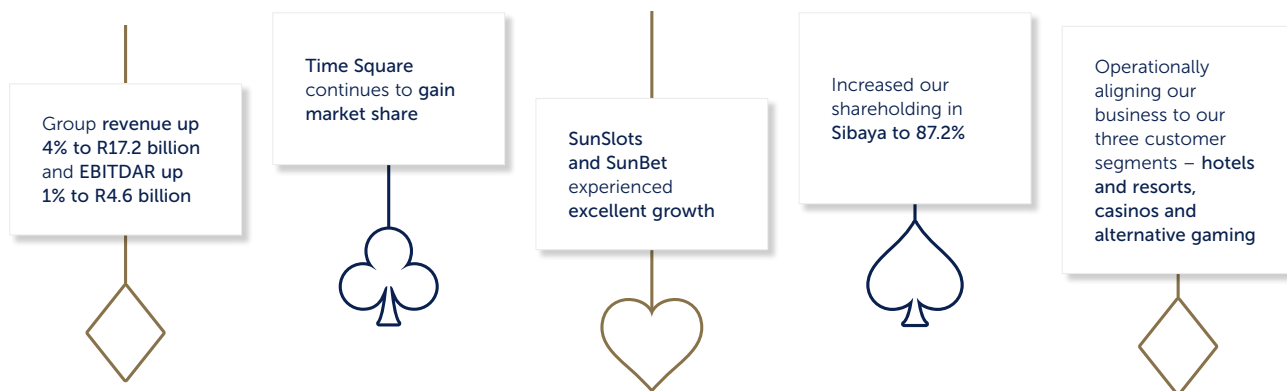 Group revenue up
4% to R17.2 billion
and EBITDAR up
1% to R4.6 billion
Time Square
continues to gain
market share
SunSlots
and SunBet
experienced
excellent growth
Increased our
shareholding in
Sibaya to 87.2%
Operationally
aligning our
business to our
three customer
segments – hotels
and resorts,
casinos and
alternative gaming